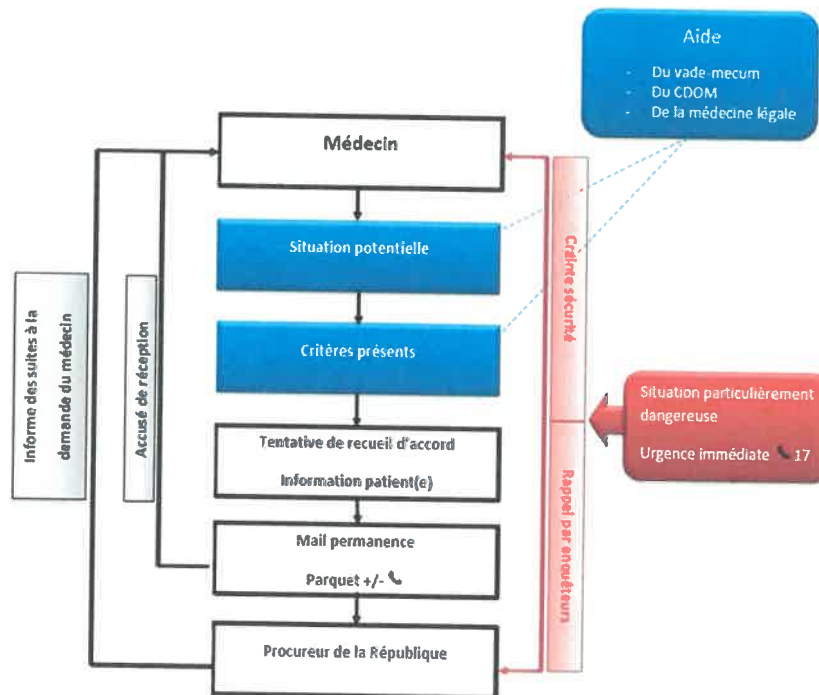 Aide
- Du vade-mecum
- Du CDOM
- De la médecine légale
Médecin
Situation potentielle
Critères présents
Tentative de recueil d'accord
Information patient(e)
Mail permanence
Parquet +/- 📞
Procureur de la République
Informe des suites à la
demande du médecin
Accusé de réception
Crainte sécurité
Rappel par enquêteurs
Situation particulièrement
dangereuse
Urgence immédiate 📞 17